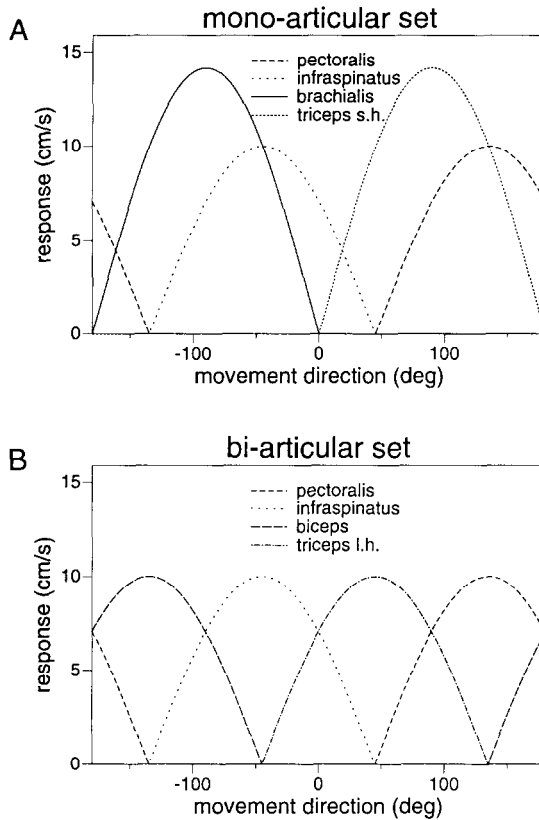 A
mono-articular set
15
10
5
0
response (cm/s)
pectoralis
infraspinatus
brachialis
triceps s.h.
-100
0
100
movement direction (deg)
B
bi-articular set
15
10
5
0
response (cm/s)
pectoralis
infraspinatus
biceps
triceps l.h.
-100
0
100
movement direction (deg)